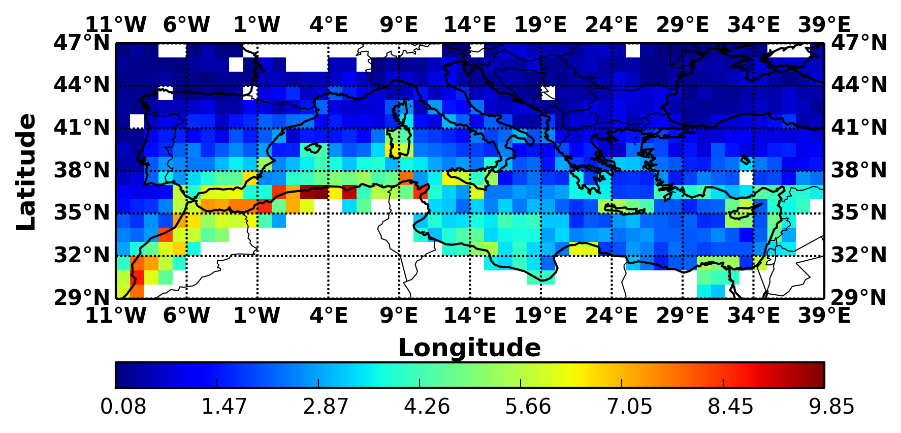 11°W 6°W 1°W 4°E 9°E 14°E 19°E 24°E 29°E 34°E 39°E
47°N 47°N
44°N 44°N
41°N 41°N
38°N 38°N
35°N 35°N
32°N 32°N
29°N 29°N
Latitude
11°W 6°W 1°W 4°E 9°E 14°E 19°E 24°E 29°E 34°E 39°E
Longitude
0.08 1.47 2.87 4.26 5.66 7.05 8.45 9.85